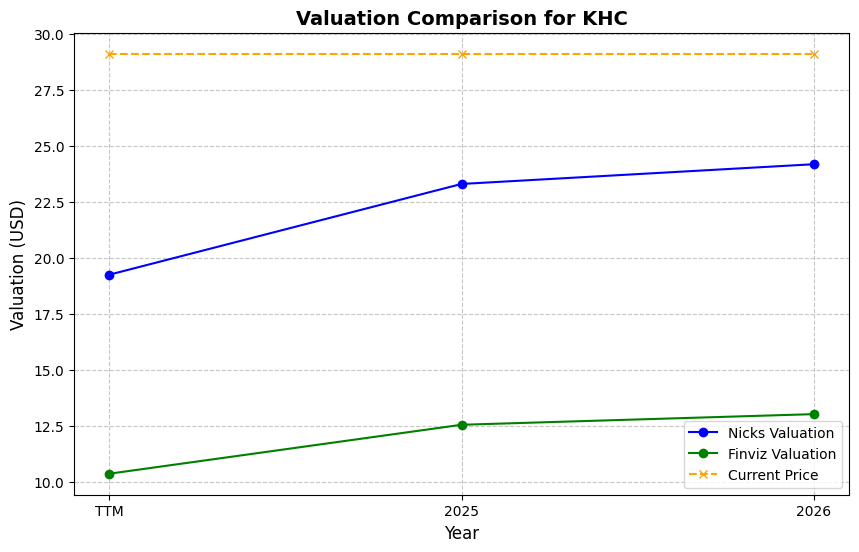 Valuation Comparison for KHC
Valuation (USD)
30.0
27.5
25.0
22.5
20.0
17.5
15.0
12.5
10.0
TTM
2025
2026
Year
Nicks Valuation
Finviz Valuation
Current Price